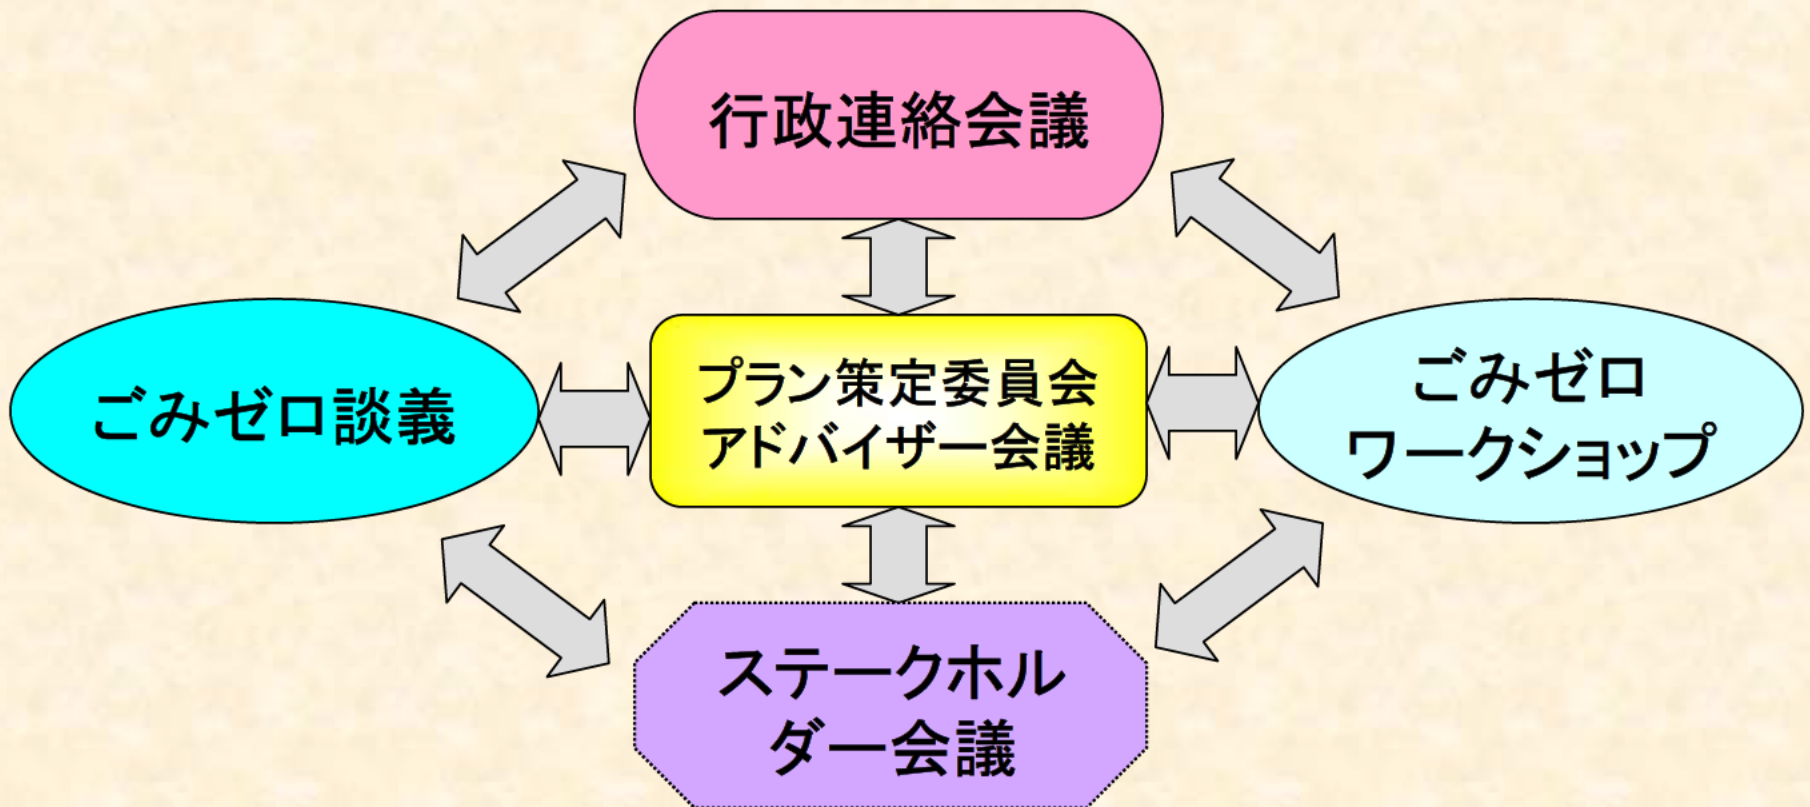 行政連絡会議
ごみゼロ談義
プラン策定委員会
アドバイザー会議
ごみゼロ
ワークショップ
ステークホル
ダー会議